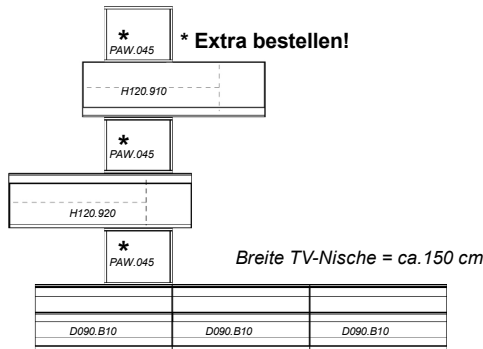 * PAW.045
* Extra bestellen!
H120.910
* PAW.045
H120.920
* PAW.045
Breite TV-Nische = ca.150 cm
D090.B10 D090.B10 D090.B10